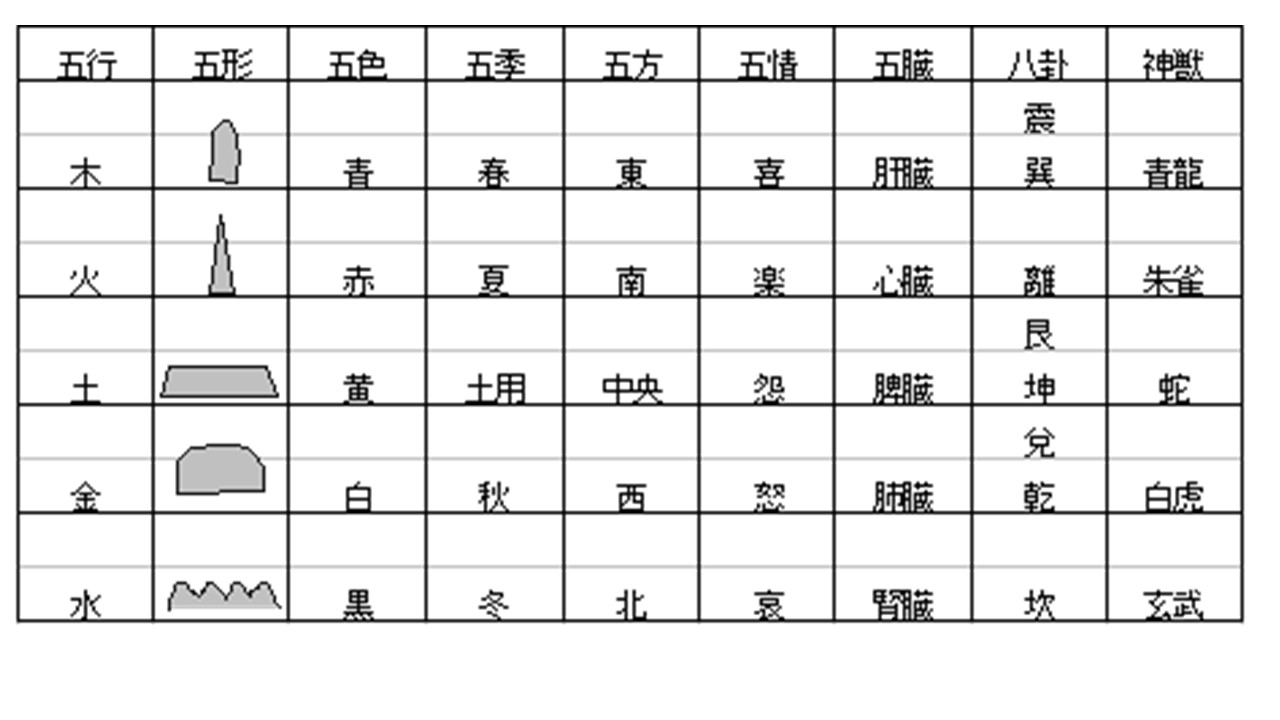 五行 五形 五色 五季 五方 五情 五臓 八卦 神獣
震
木 青 春 東 喜 肝臓 巽 青龍
火 赤 夏 南 楽 心臓 離 朱雀
艮
土 黄 土用 中央 怨 脾臓 坤 蛇
兌
金 白 秋 西 怒 肺臓 乾 白虎
水 黒 冬 北 哀 腎臓 坎 玄武